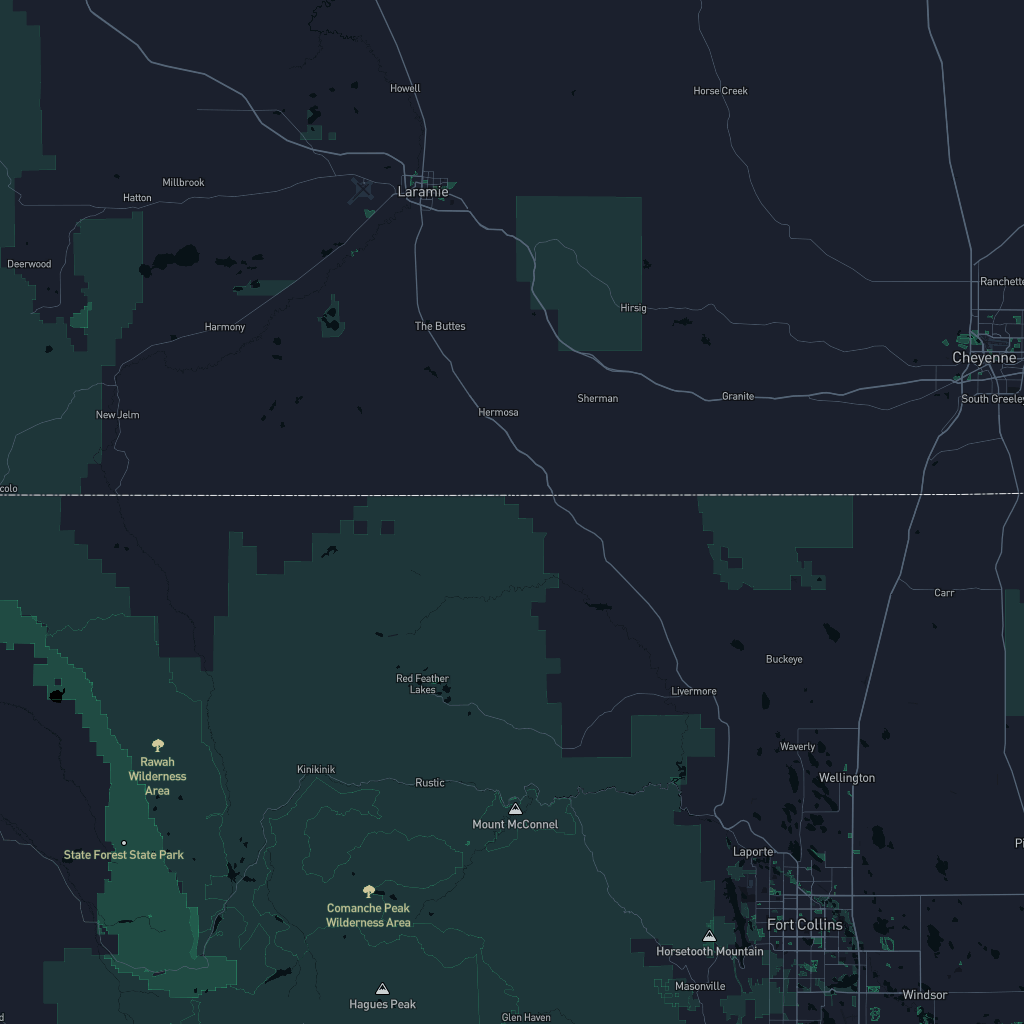 Howell
Horse Creek
Millbrook
Laramie
Hatton
Deerwood
Ranchette
Hirsig
Harmony
The Buttes
Cheyenne
Sherman
Granite
South Greeley
New Jelm
Hermosa
colo
Carr
Buckeye
Red Feather
Lakes
Livermore
Waverly
Rawah
Wilderness
Area
Kinikinik
Rustic
Wellington
Mount McConnel
State Forest State Park
Laporte
Pi
Comanche Peak
Wilderness Area
Fort Collins
Horsetooth Mountain
Masonville
Windsor
Hagues Peak
Glen Haven
d